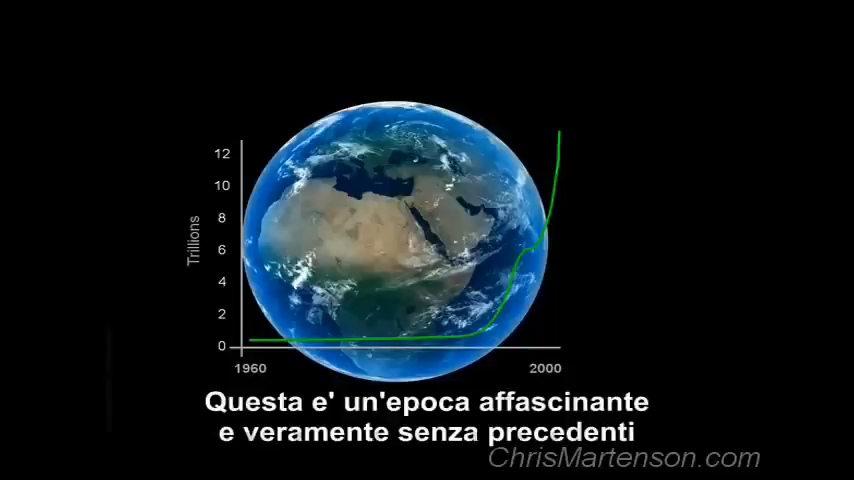 12
10
8
6
4
2
0
Trillions
1960
2000
Questa e' un'epoca affascinante
e veramente senza precedenti
ChrisMartenson.com